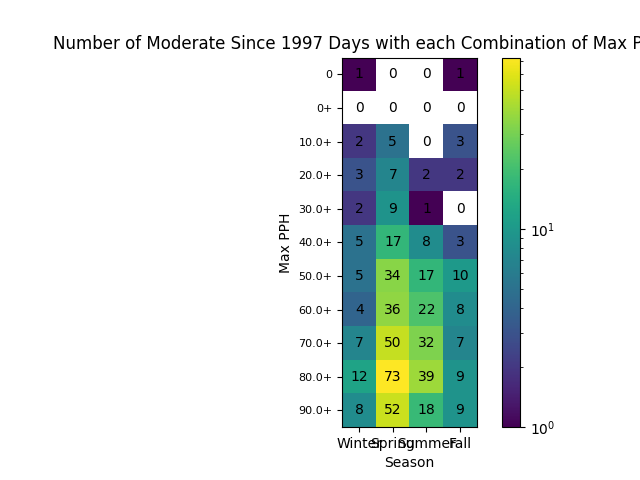 Number of Moderate Since 1997 Days with each Combination of Max P
0 1 0 0 1
0+ 0 0 0 0
10.0+ 2 5 0 3
20.0+ 3 7 2 2
30.0+ 2 9 1 0
40.0+ 5 17 8 3
50.0+ 5 34 17 10
60.0+ 4 36 22 8
70.0+ 7 50 32 7
80.0+ 12 73 39 9
90.0+ 8 52 18 9
Max PPH
Winter Spring Summer Fall
Season
10¹
10⁰